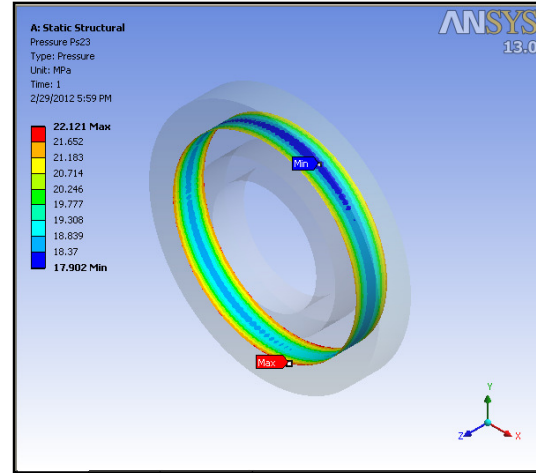 A: Static Structural
Pressure Ps23
Type: Pressure
Unit: MPa
Time: 1
2/29/2012 5:59 PM
ANSYS
13.0
22.121 Max
21.652
21.183
20.714
20.246
19.777
19.308
18.839
18.37
17.902 Min
Min
Max
Y
Z
X